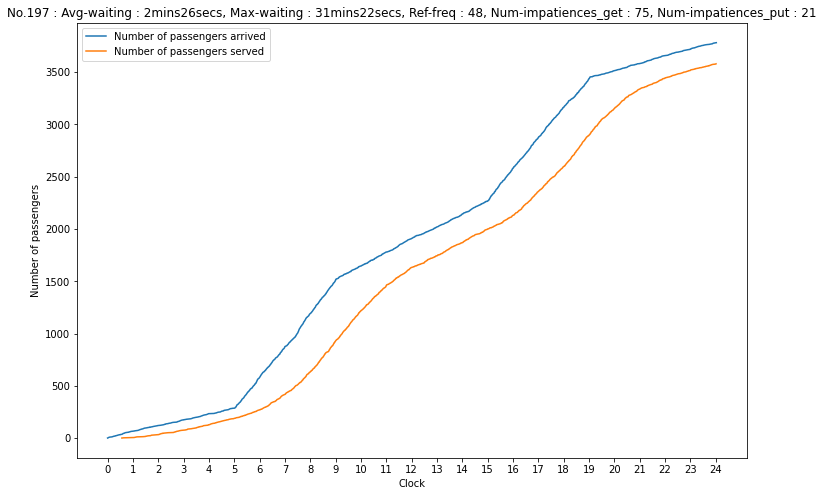 No.197 : Avg-waiting : 2mins26secs, Max-waiting : 31mins22secs, Ref-freq : 48, Num-impatiences_get : 75, Num-impatiences_put : 21
Number of passengers arrived
Number of passengers served
3500
3000
2500
2000
1500
1000
500
0
Number of passengers
0 1 2 3 4 5 6 7 8 9 10 11 12 13 14 15 16 17 18 19 20 21 22 23 24
Clock